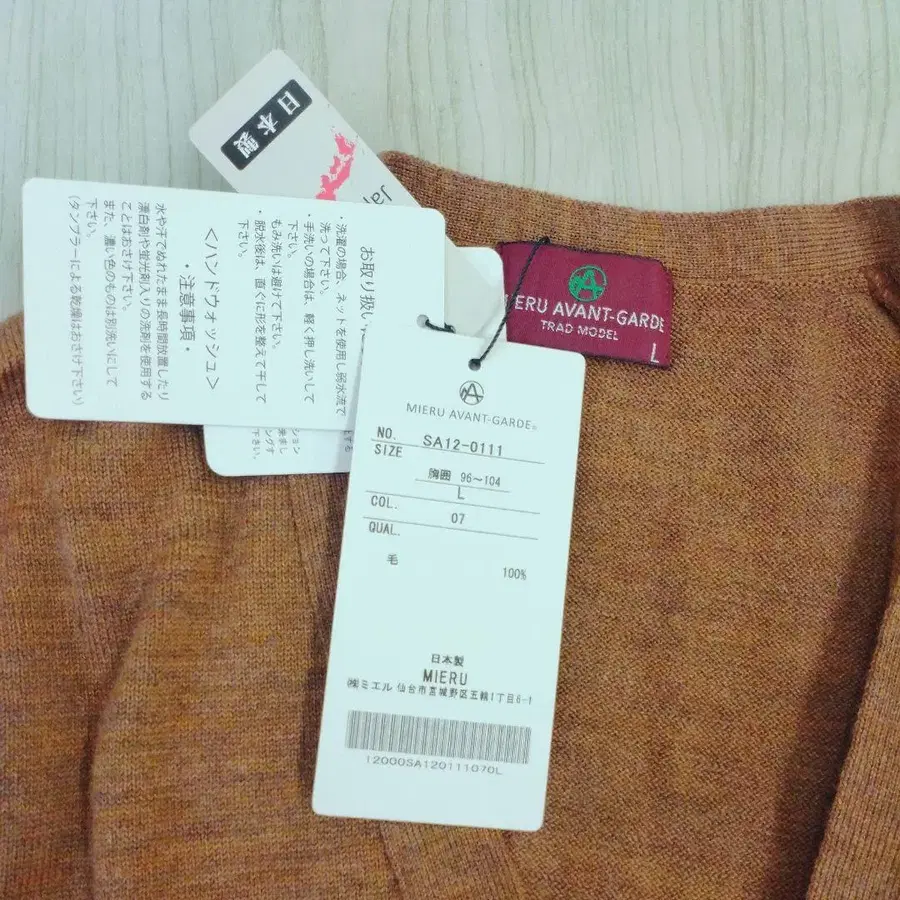 日本製
Ja
お取り扱い
・洗濯の場合、ネットを使用し弱水流で
洗って下さい。
・手洗いの場合は、軽く押し洗いして
下さい。
もみ洗いは避けて下さい。
・脱水後は、直ぐに形を整えて干して
下さい。
<ハンドウォッシュ>
・注意事項・
水や汗でぬれたまま長時間放置したり
漂白剤や蛍光剤入りの洗剤を使用する
ことはおさけ下さい。
また、濃い色のものは別洗いにして
下さい。
(タンブラーによる乾燥はおさけ下さい)
ション
下さい。
IERU AVANT-GARDE
TRAD MODEL
L
MIERU AVANT-GARDE®
NO. SA12-0111
SIZE
胸囲 96~104
L
COL. 07
QUAL.
毛 100%
日本製
MIERU
㈱ミエル 仙台市宮城野区五輪1丁目6-1
12000SA120111070L